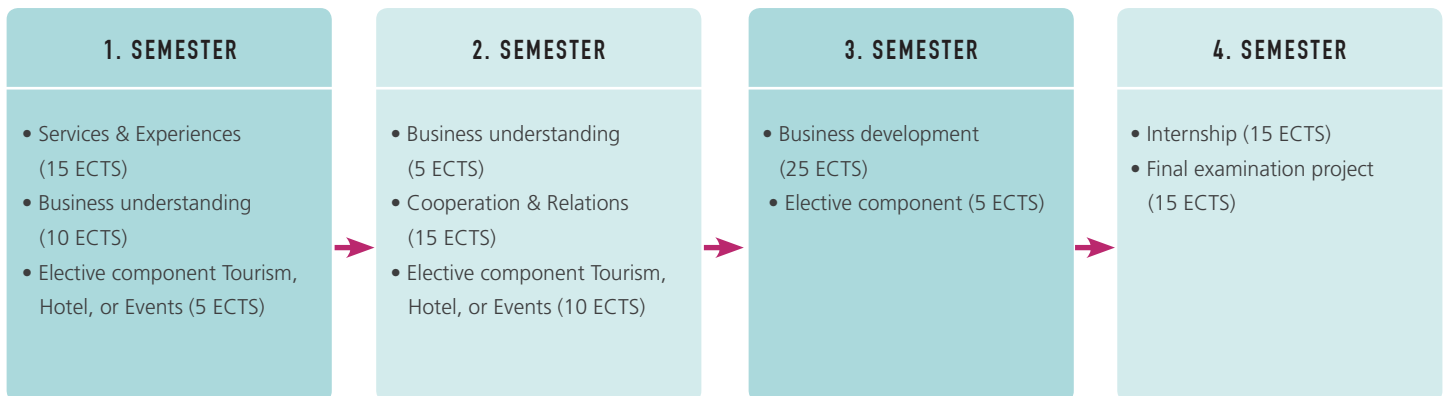 1. SEMESTER
• Services & Experiences
(15 ECTS)
• Business understanding
(10 ECTS)
• Elective component Tourism,
Hotel, or Events (5 ECTS)
2. SEMESTER
• Business understanding
(5 ECTS)
• Cooperation & Relations
(15 ECTS)
• Elective component Tourism,
Hotel, or Events (10 ECTS)
3. SEMESTER
• Business development
(25 ECTS)
• Elective component (5 ECTS)
4. SEMESTER
• Internship (15 ECTS)
• Final examination project
(15 ECTS)